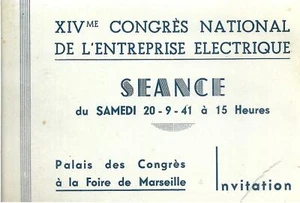 XIVME CONGRÈS NATIONAL
DE L'ENTREPRISE ELECTRIQUE
SEANCE
du SAMEDI 20-9-41 à 15 Heures
Palais des Congrès
à la Foire de Marseille
Invitation